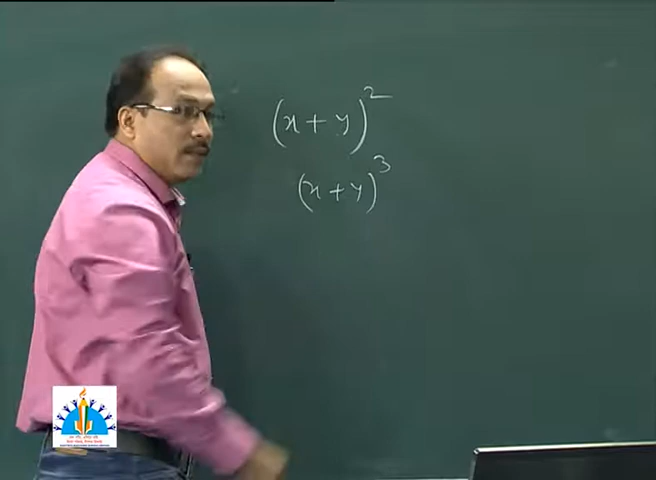 (x + y)²
(x + y)³